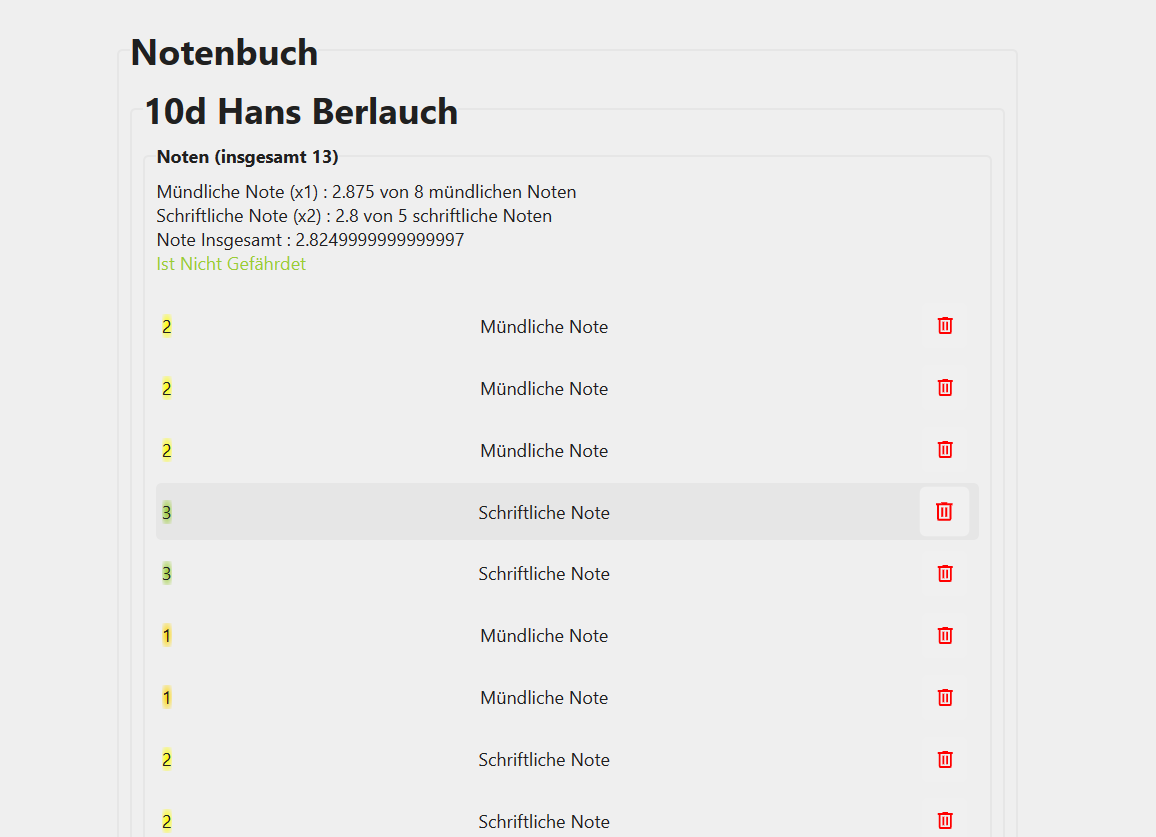 Notenbuch
10d Hans Berlauch
Noten (insgesamt 13)
Mündliche Note (x1) : 2.875 von 8 mündlichen Noten
Schriftliche Note (x2) : 2.8 von 5 schriftliche Noten
Note Insgesamt : 2.8249999999999997
Ist Nicht Gefährdet
2 Mündliche Note
2 Mündliche Note
2 Mündliche Note
3 Schriftliche Note
3 Schriftliche Note
1 Mündliche Note
1 Mündliche Note
2 Schriftliche Note
2 Schriftliche Note